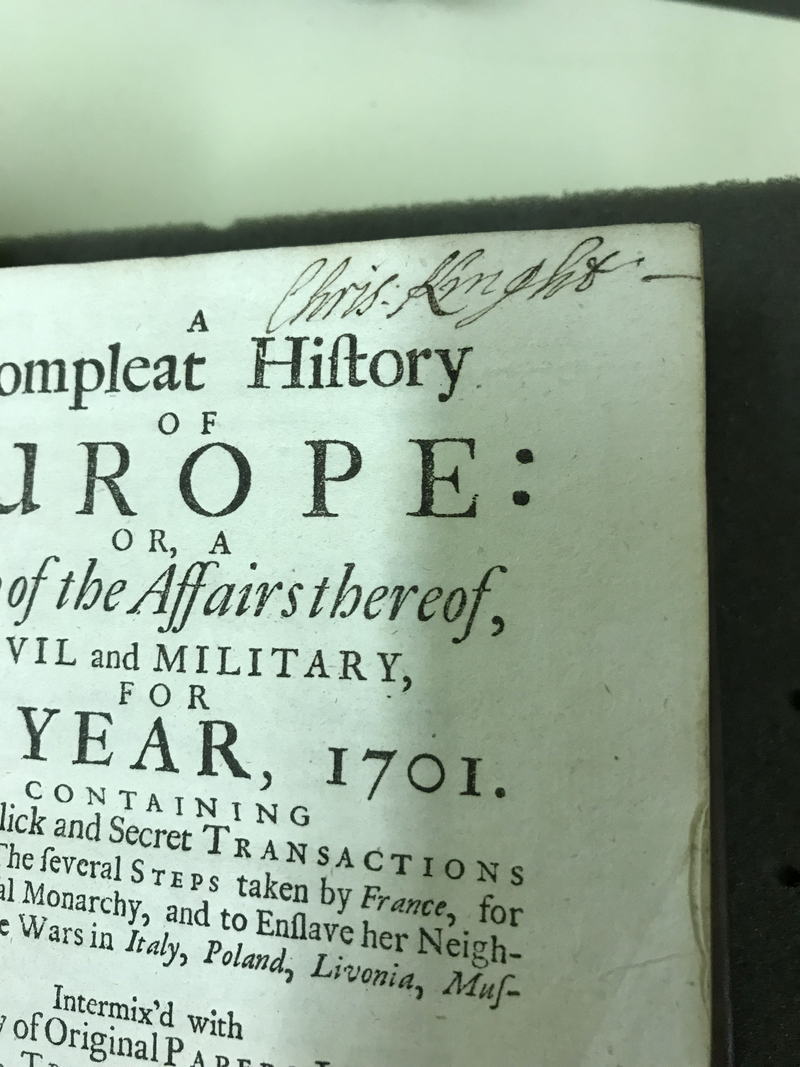 Chris: Knight
A
ompleat Hiſtory
OF
UROPE:
OR, A
of the Affairs thereof,
VIL and MILITARY,
FOR
YEAR, 1701.
CONTAINING
lick and Secret TRANSACTIONS
The ſeveral STEPS taken by France, for
al Monarchy, and to Enſlave her Neigh-
e Wars in Italy, Poland, Livonia, Muſ-
Intermix'd with
y of Original PAPERS